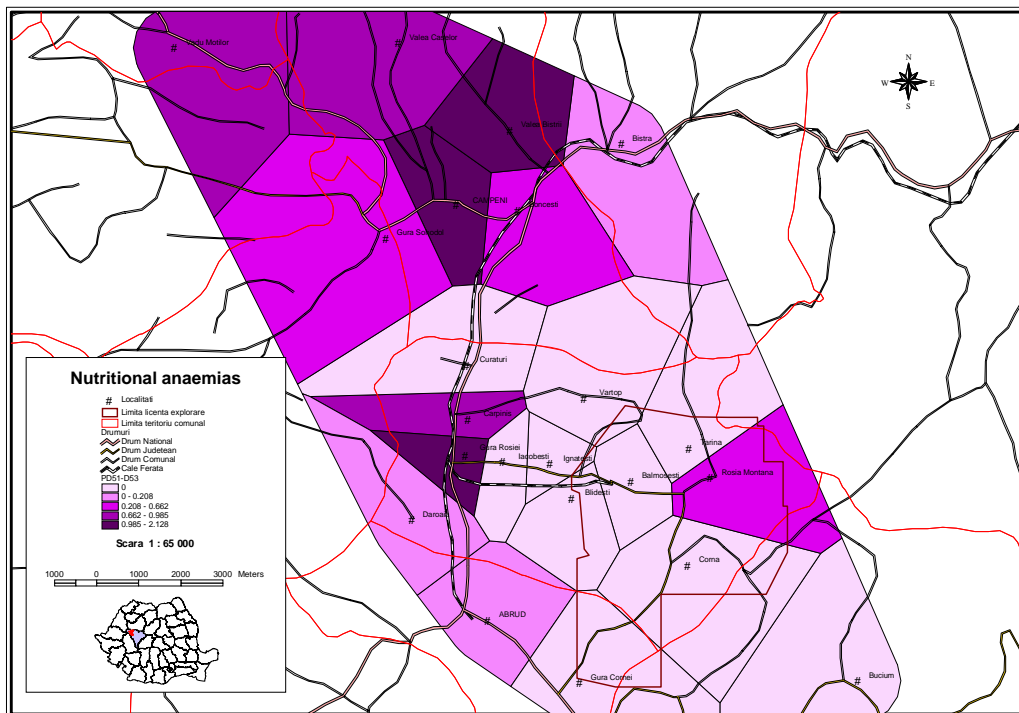 Vadu Motilor
Valea Caselor
N
W E
S
Valea Bistrii
Bistra
CAMPENI
Boncesti
Gura Sohodol
Curaturi
Vartop
Carpinis
Gura Rosiei
Iacobesti
Ignatesti
Tarina
Balmosesti
Rosia Montana
Blidesti
Daroaia
Corna
ABRUD
Gura Cornei
Bucium
Nutritional anaemias
# Localitati
Limita licenta explorare
Limita teritoriu comunal
Drumuri
Drum National
Drum Judetean
Drum Comunal
Cale Ferata
PD51-D53
0
0 - 0.208
0.208 - 0.662
0.662 - 0.985
0.985 - 2.128
Scara 1 : 65 000
1000 0 1000 2000 3000 Meters